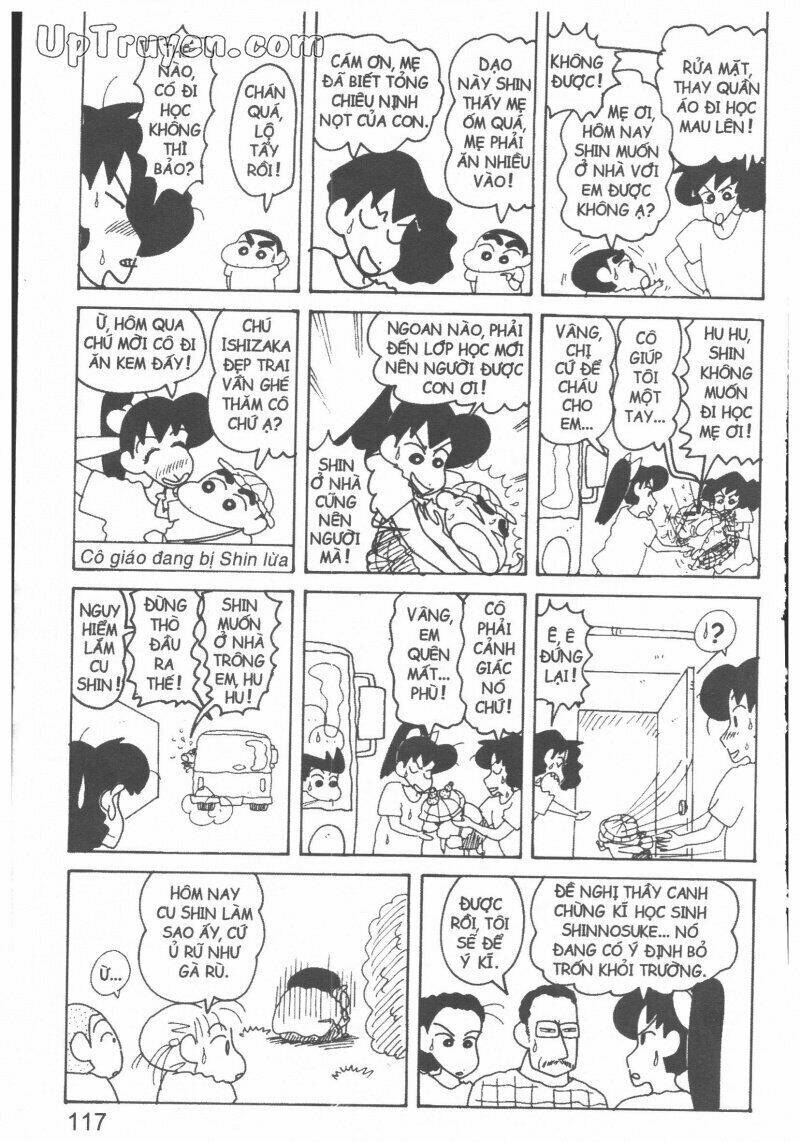 UpTruyen.com
RỬA MẶT,
THAY QUẦN
ÁO ĐI HỌC
MAU LÊN!
MẸ ƠI,
HÔM NAY
SHIN MUỐN
Ở NHÀ VỚI
EM ĐƯỢC
KHÔNG Ạ?
KHÔNG
ĐƯỢC!
DẠO
NÀY SHIN
THẤY MẸ
ỐM QUÁ,
MẸ PHẢI
ĂN NHIỀU
VÀO!
CÁM ƠN, MẸ
ĐÃ BIẾT TỎNG
CHIÊU NỊNH
NỌT CỦA CON.
CHÁN
QUÁ,
LỘ
TẨY
RỒI!
NÀO,
CÓ ĐI
HỌC
KHÔNG
THÌ
BẢO?
HU HU,
SHIN
KHÔNG
MUỐN
ĐI HỌC
MẸ ƠI!
CÔ
GIÚP
TÔI
MỘT
TAY...
VÂNG,
CHỊ
CỨ ĐỂ
CHÁU
CHO
EM...
NGOAN NÀO, PHẢI
ĐẾN LỚP HỌC MỚI
NÊN NGƯỜI ĐƯỢC
CON ƠI!
SHIN
Ở NHÀ
CŨNG
NÊN
NGƯỜI
MÀ!
CHÚ
ISHIZAKA
ĐẸP TRAI
VẪN GHÉ
THĂM CÔ
CHỨ Ạ?
Ừ, HÔM QUA
CHÚ MỜI CÔ ĐI
ĂN KEM ĐẤY!
Cô giáo đang bị Shin lừa
?
Ê, Ê
ĐỨNG
LẠI!
CÔ
PHẢI
CẢNH
GIÁC
NÓ
CHỨ!
VÂNG,
EM
QUÊN
MẤT...
PHÙ!
SHIN
MUỐN
Ở NHÀ
TRÔNG
EM, HU
HU!
ĐỪNG
THÒ
ĐẦU
RA
THẾ!
NGUY
HIỂM
LẮM
CU
SHIN!
ĐỀ NGHỊ THẦY CANH
CHỪNG KĨ HỌC SINH
SHINNOSUKE... NÓ
ĐANG CÓ Ý ĐỊNH BỎ
TRỐN KHỎI TRƯỜNG.
ĐƯỢC
RỒI, TÔI
SẼ ĐỂ
Ý KĨ.
HÔM NAY
CU SHIN LÀM
SAO ẤY, CỨ
Ủ RŨ NHƯ
GÀ RÙ.
Ừ...
117